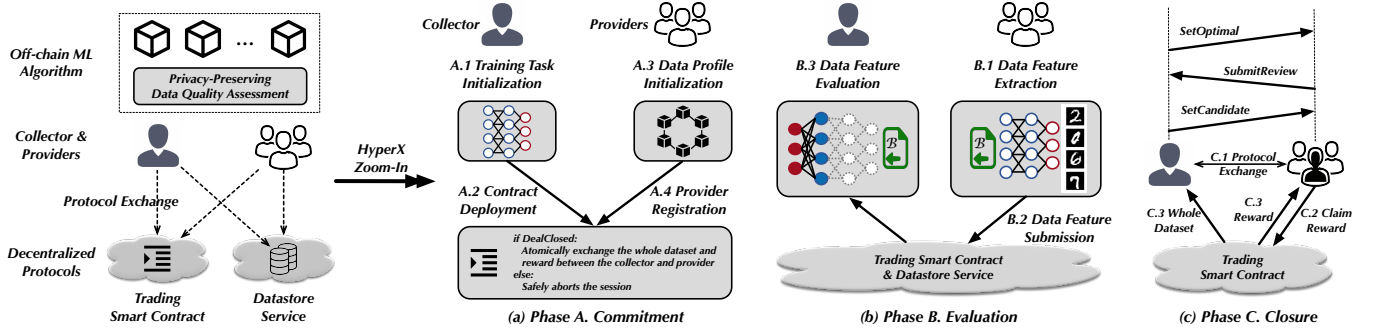 Off-chain ML
Algorithm
...
Privacy-Preserving
Data Quality Assessment
Collector &
Providers
Protocol Exchange
Decentralized
Protocols
Trading
Smart Contract
Datastore
Service
HyperX
Zoom-In
Collector
Providers
A.1 Training Task
Initialization
A.3 Data Profile
Initialization
A.2 Contract
Deployment
A.4 Provider
Registration
if DealClosed:
Atomically exchange the whole dataset and
reward between the collector and provider
else:
Safely aborts the session
(a) Phase A. Commitment
B.3 Data Feature
Evaluation
B.1 Data Feature
Extraction
B
B
2
8
6
7
B.2 Data Feature
Submission
Trading Smart Contract
& Datastore Service
(b) Phase B. Evaluation
SetOptimal
SubmitReview
SetCandidate
C.1 Protocol
Exchange
C.3 Whole
Dataset
C.3
Reward
C.2 Claim
Reward
Trading
Smart Contract
(c) Phase C. Closure